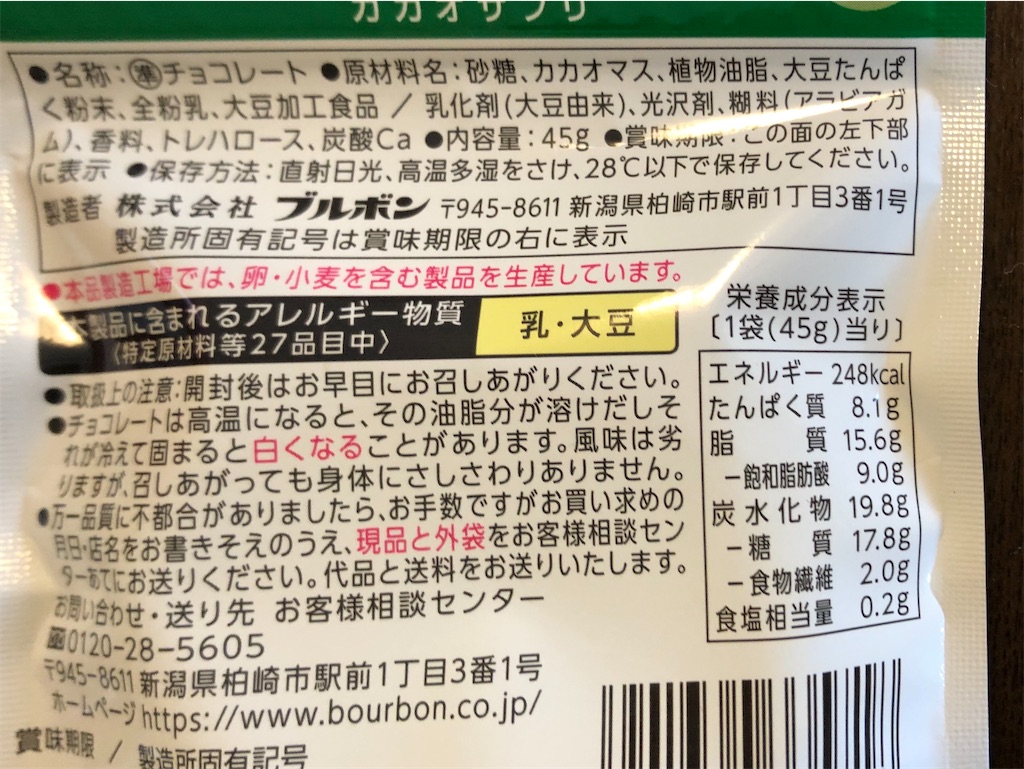 カカオサプリ
●名称:準チョコレート ●原材料名:砂糖、カカオマス、植物油脂、大豆たんぱ
く粉末、全粉乳、大豆加工食品 / 乳化剤(大豆由来)、光沢剤、糊料(アラビアガ
ム)、香料、トレハロース、炭酸Ca ●内容量:45g ●賞味期限:この面の左下部
に表示 ●保存方法:直射日光、高温多湿をさけ、28℃以下で保存してください。
製造者 株式会社 ブルボン 〒945-8611 新潟県柏崎市駅前1丁目3番1号
製造所固有記号は賞味期限の右に表示
●本品製造工場では、卵・小麦を含む製品を生産しています。
本製品に含まれるアレルギー物質
〈特定原材料等27品目中〉
乳・大豆
●取扱上の注意:開封後はお早目にお召しあがりください。
●チョコレートは高温になると、その油脂分が溶けだしそ
れが冷えて固まると白くなることがあります。風味は劣
りますが、召しあがっても身体にさしさわりありません。
●万一品質に不都合がありましたら、お手数ですがお買い求めの
月日・店名をお書きそえのうえ、現品と外袋をお客様相談セン
ターあてにお送りください。代品と送料をお送りいたします。
お問い合わせ・送り先 お客様相談センター
0120-28-5605
〒945-8611 新潟県柏崎市駅前1丁目3番1号
ホームページ https://www.bourbon.co.jp/
賞味期限 / 製造所固有記号
栄養成分表示
〔1袋(45g)当り〕
エネルギー 248kcal
たんぱく質 8.1g
脂質 15.6g
－飽和脂肪酸 9.0g
炭水化物 19.8g
－糖質 17.8g
－食物繊維 2.0g
食塩相当量 0.2g